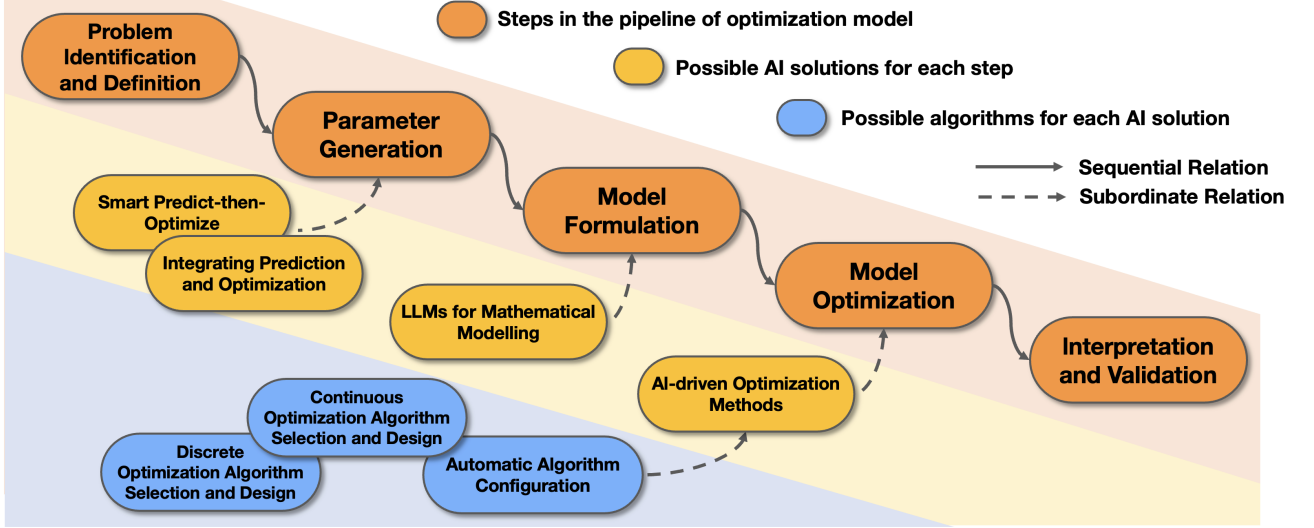 Problem
Identification
and Definition
Steps in the pipeline of optimization model
Possible AI solutions for each step
Possible algorithms for each AI solution
Sequential Relation
Subordinate Relation
Parameter
Generation
Model
Formulation
Model
Optimization
Interpretation
and Validation
Smart Predict-then-
Optimize
Integrating Prediction
and Optimization
LLMs for Mathematical
Modelling
AI-driven Optimization
Methods
Continuous
Optimization Algorithm
Selection and Design
Discrete
Optimization Algorithm
Selection and Design
Automatic Algorithm
Configuration